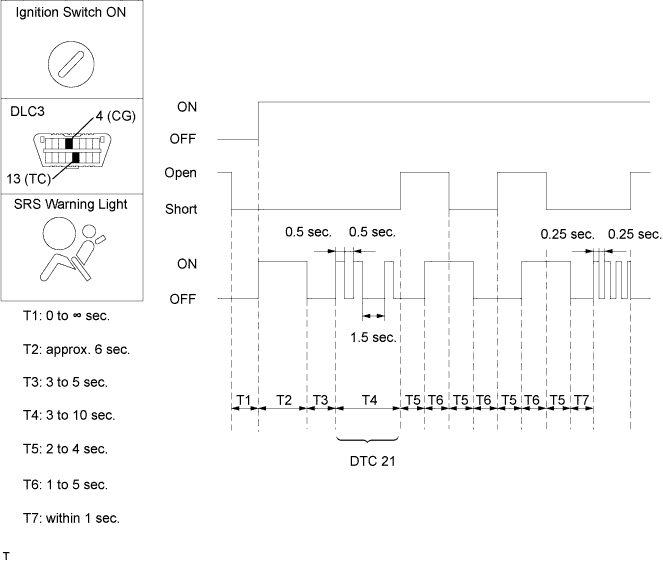 Ignition Switch ON
DLC3
4 (CG)
13 (TC)
SRS Warning Light
ON
OFF
Open
Short
0.5 sec. 0.5 sec. 0.25 sec. 0.25 sec.
ON
OFF
1.5 sec.
T1 T2 T3 T4 T5 T6 T5 T6 T5 T6 T5 T7
DTC 21
T1: 0 to ∞ sec.
T2: approx. 6 sec.
T3: 3 to 5 sec.
T4: 3 to 10 sec.
T5: 2 to 4 sec.
T6: 1 to 5 sec.
T7: within 1 sec.
T